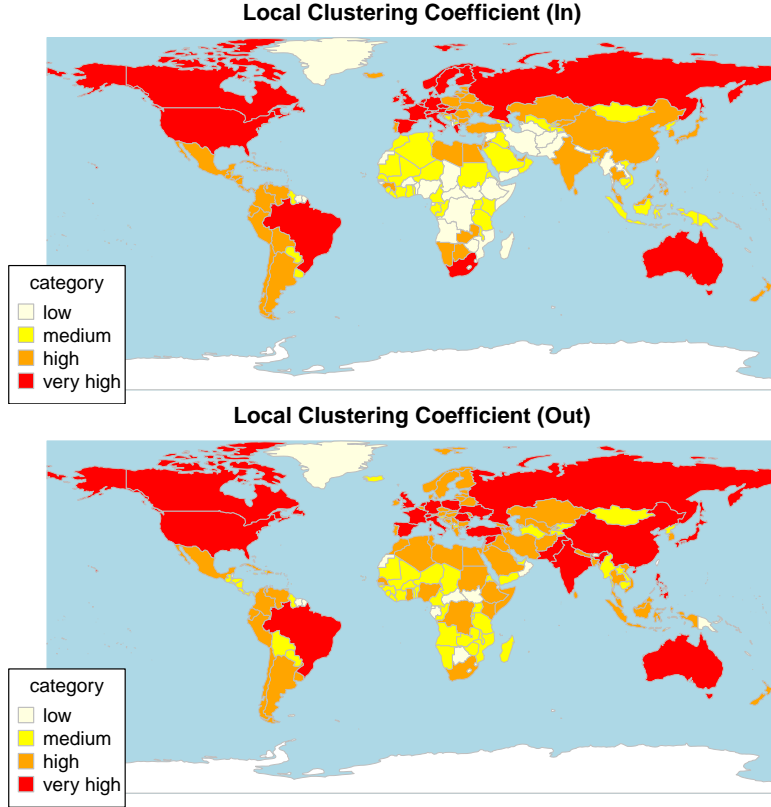 Local Clustering Coefficient (In)
category
low
medium
high
very high
Local Clustering Coefficient (Out)
category
low
medium
high
very high